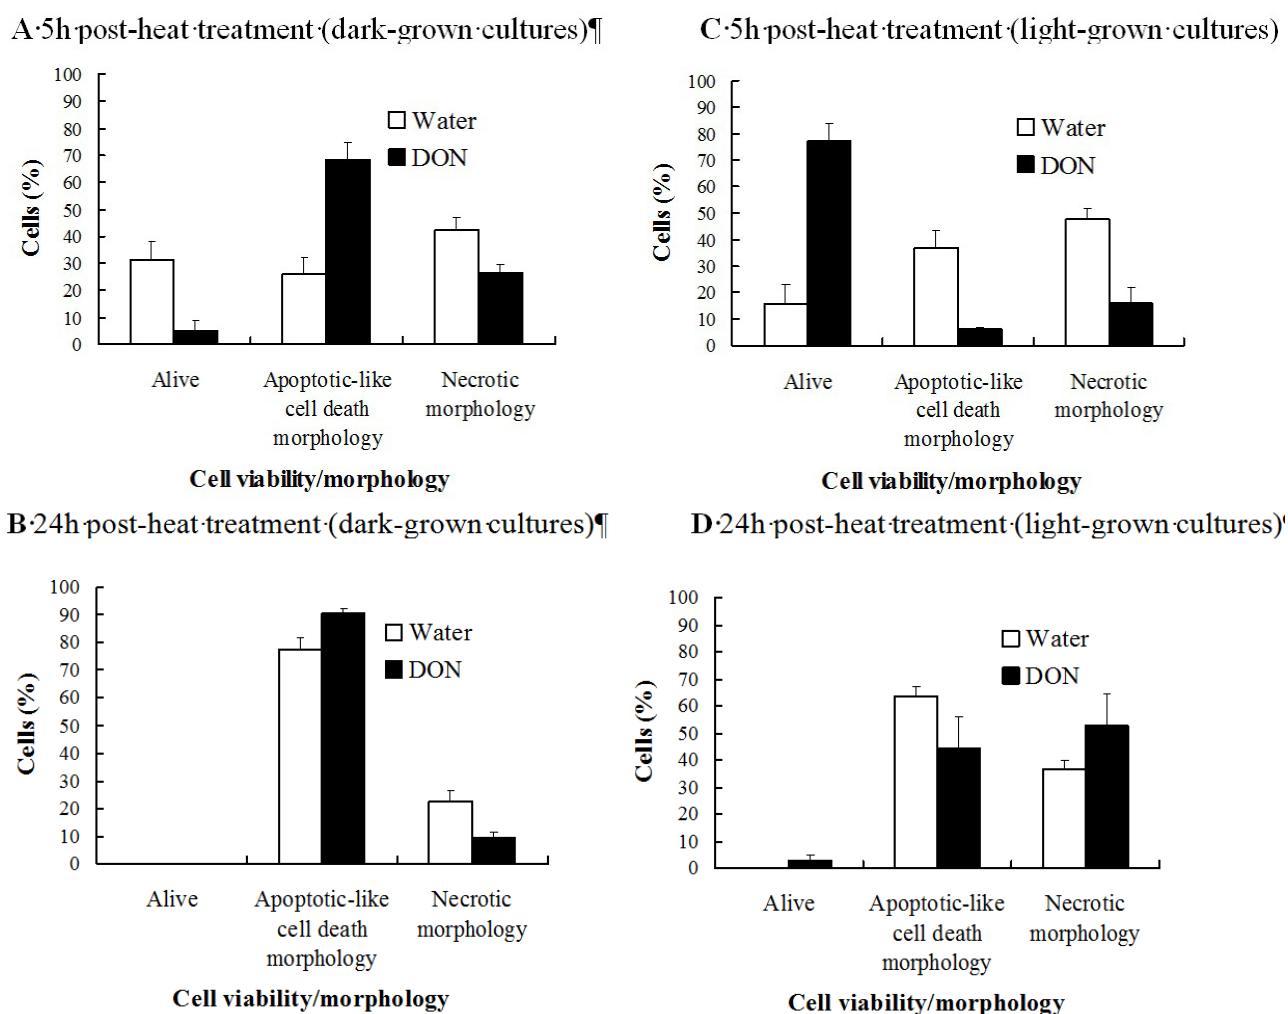 A·5h·post-heat·treatment·(dark-grown·cultures)¶
100
90
80
70
60
50
40
30
20
10
0
Cells (%)
Water
DON
Alive
Apoptotic-like
cell death
morphology
Necrotic
morphology
Cell viability/morphology
C·5h·post-heat·treatment·(light-grown·cultures)
100
90
80
70
60
50
40
30
20
10
0
Cells (%)
Water
DON
Alive
Apoptotic-like
cell death
morphology
Necrotic
morphology
Cell viability/morphology
B·24h·post-heat·treatment·(dark-grown·cultures)¶
100
90
80
70
60
50
40
30
20
10
0
Cells (%)
Water
DON
Alive
Apoptotic-like
cell death
morphology
Necrotic
morphology
Cell viability/morphology
D·24h·post-heat·treatment·(light-grown·cultures)¶
100
90
80
70
60
50
40
30
20
10
0
Cells (%)
Water
DON
Alive
Apoptotic-like
cell death
morphology
Necrotic
morphology
Cell viability/morphology